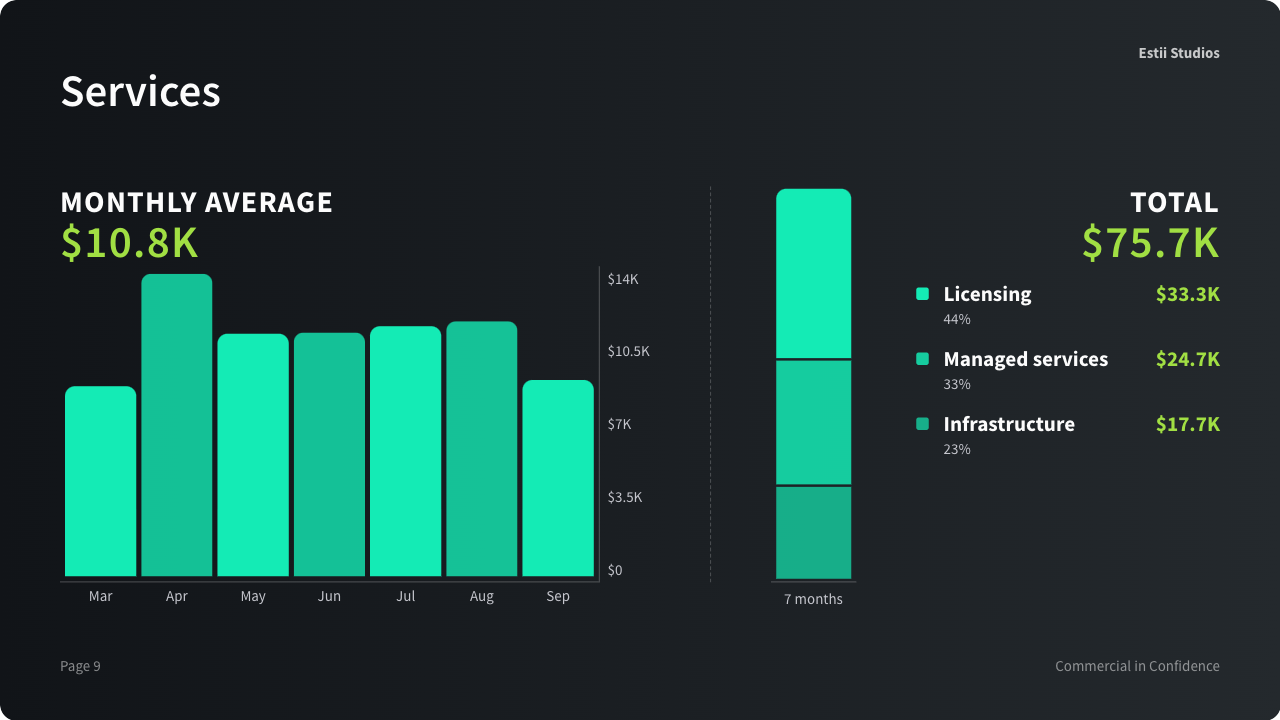 Estii Studios
Services
MONTHLY AVERAGE
$10.8K
$14K
$10.5K
$7K
$3.5K
$0
Mar Apr May Jun Jul Aug Sep
7 months
TOTAL
$75.7K
Licensing $33.3K
44%
Managed services $24.7K
33%
Infrastructure $17.7K
23%
Page 9
Commercial in Confidence